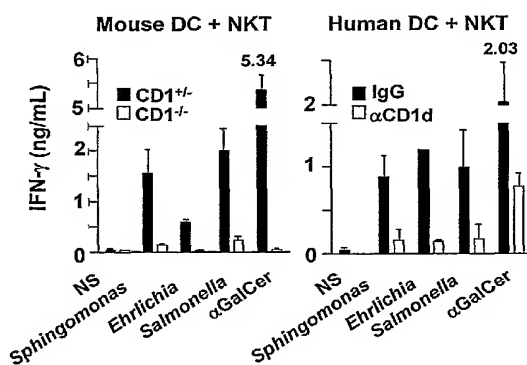 Mouse DC + NKT
Human DC + NKT
IFN-γ (ng/mL)
6
5
2
1
0
5.34
CD1+/-
CD1-/-
NS
Sphingomonas
Ehrlichia
Salmonella
αGalCer
2
1
0
2.03
IgG
αCD1d
NS
Sphingomonas
Ehrlichia
Salmonella
αGalCer